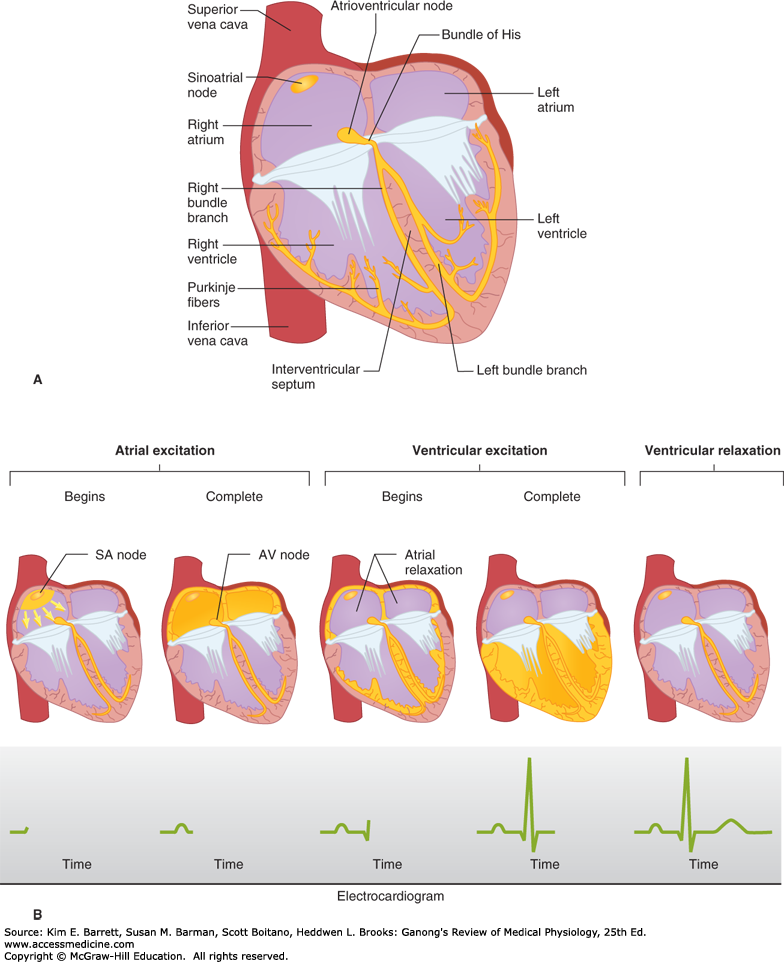 Superior
vena cava
Atrioventricular node
Bundle of His
Sinoatrial
node
Left
atrium
Right
atrium
Right
bundle
branch
Left
ventricle
Right
ventricle
Purkinje
fibers
Inferior
vena cava
Interventricular
septum
Left bundle branch
A
Atrial excitation
Ventricular excitation
Ventricular relaxation
Begins
Complete
Begins
Complete
SA node
AV node
Atrial
relaxation
Time
Time
Time
Time
Time
Electrocardiogram
B
Source: Kim E. Barrett, Susan M. Barman, Scott Boitano, Heddwen L. Brooks: Ganong's Review of Medical Physiology, 25th Ed.
www.accessmedicine.com
Copyright © McGraw-Hill Education.  All rights reserved.